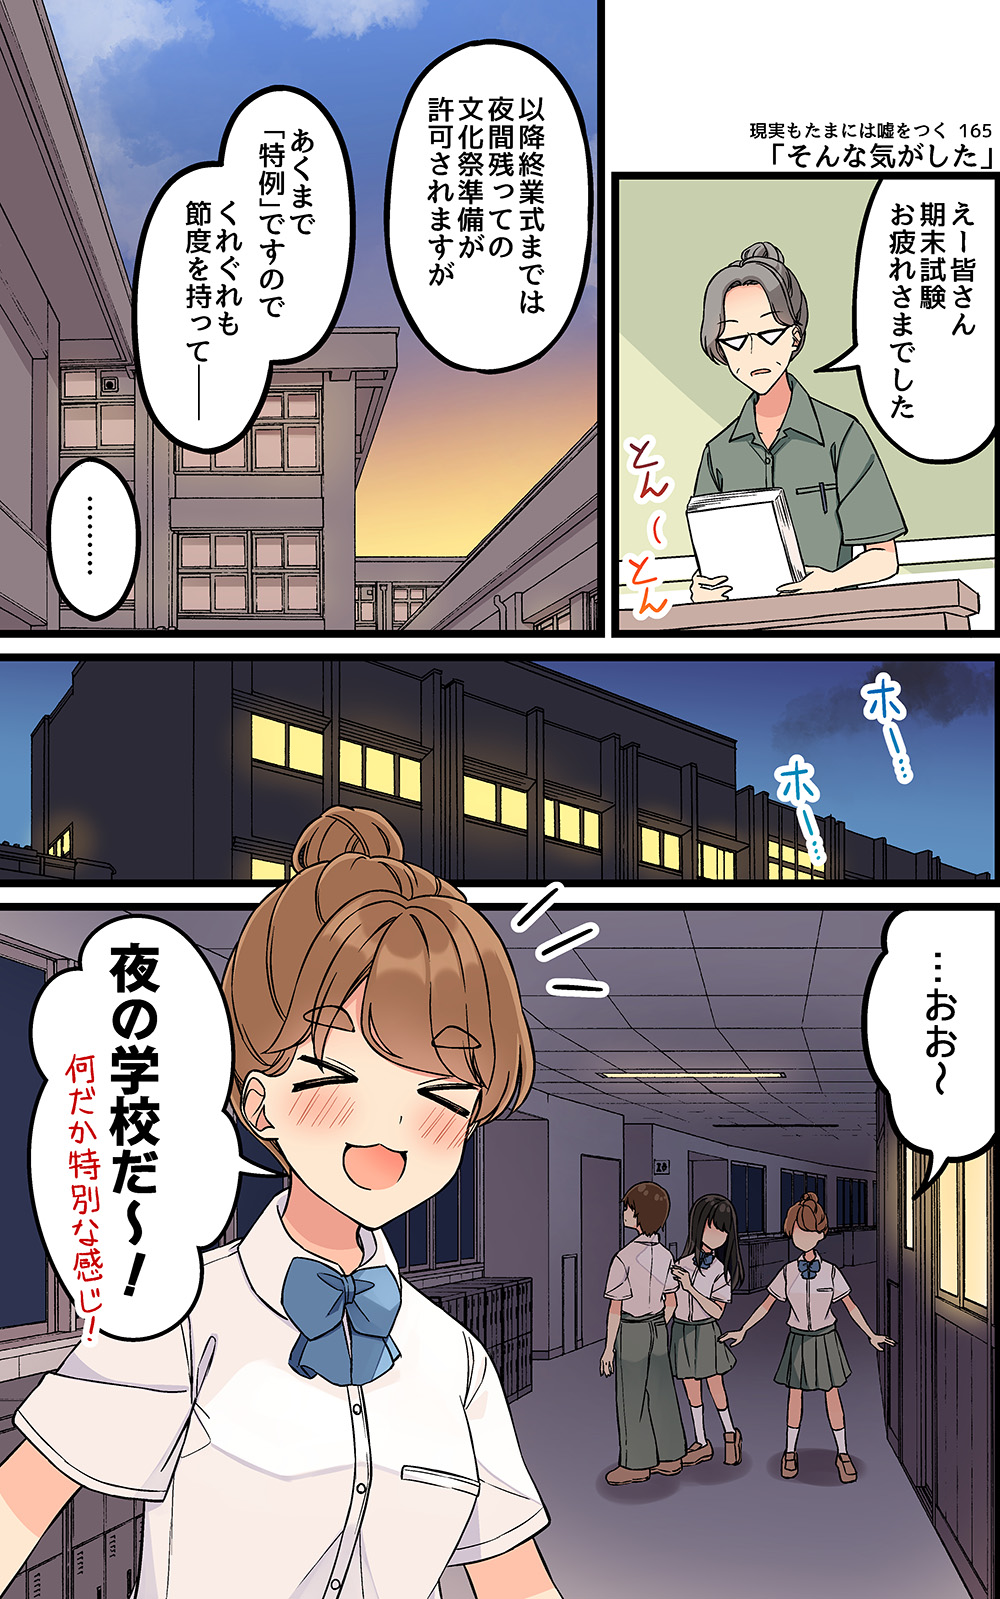 現実もたまには嘘をつく 165
「そんな気がした」
えー皆さん
期末試験
お疲れさまでした
とん〜とん
以降終業式までは
夜間残っての
文化祭準備が
許可されますが
あくまで
「特例」ですので
くれぐれも
節度を持って――
………
ホー…
ホー…
…おお〜
夜の学校だ〜！
何だか特別な感じ！